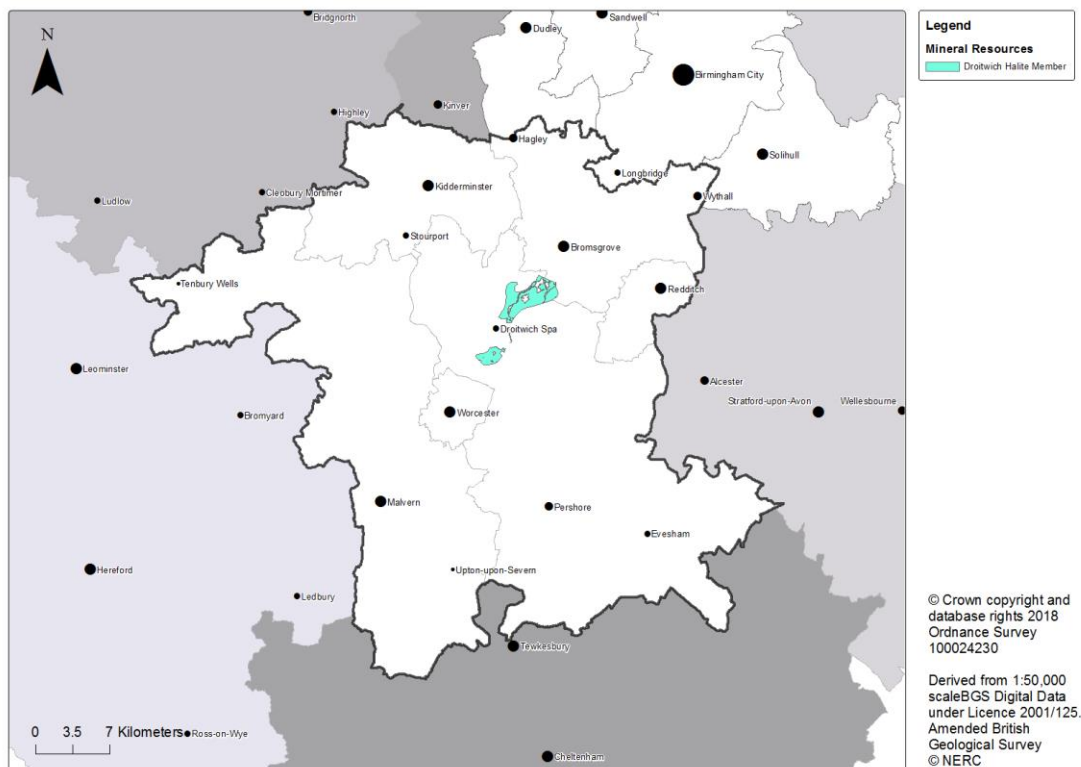 Bridgnorth
Sandwell
Dudley
N
Birmingham City
Kinver
Highley
Hagley
Solihull
Longbridge
Kidderminster
Cleobury Mortimer
Wythall
Ludlow
Stourport
Bromsgrove
Tenbury Wells
Redditch
Droitwich Spa
Leominster
Alcester
Stratford-upon-Avon
Wellesbourne
Bromyard
Worcester
Malvern
Pershore
Evesham
Hereford
Upton-upon-Severn
Ledbury
Tewkesbury
0 3.5 7 Kilometers
Ross-on-Wye
Cheltenham
Legend
Mineral Resources
Droitwich Halite Member
© Crown copyright and
database rights 2018
Ordnance Survey
100024230
Derived from 1:50,000
scaleBGS Digital Data
under Licence 2001/125.
Amended British
Geological Survey
© NERC